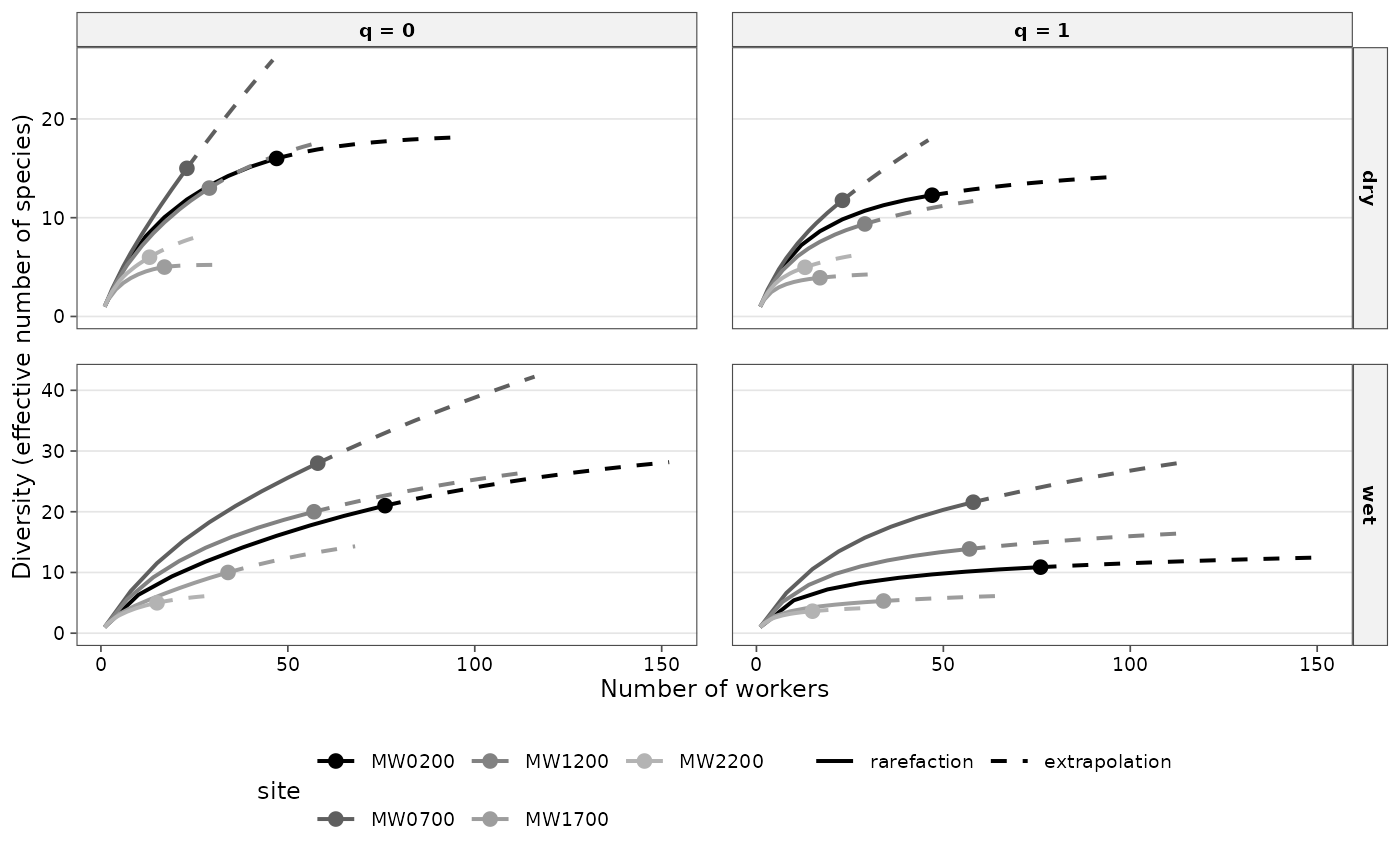 q = 0
q = 1
Diversity (effective number of species)
20
10
0
dry
40
30
20
10
0
wet
0 50 100 150
0 50 100 150
Number of workers
site
MW0200 MW1200 MW2200 rarefaction extrapolation
MW0700 MW1700